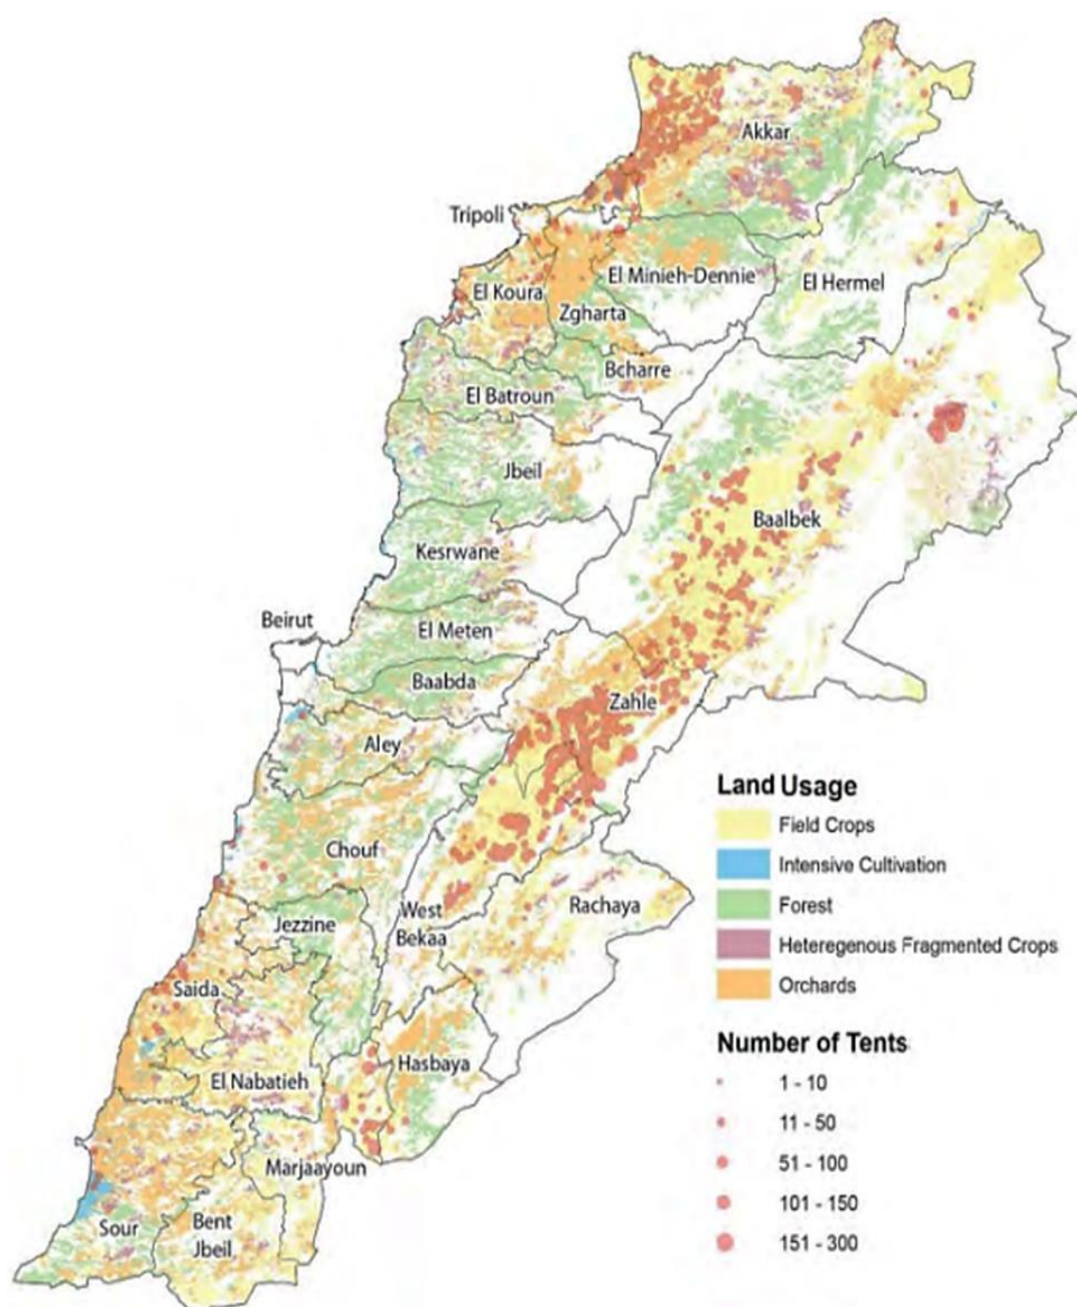 Akkar
Tripoli
El Minieh-Dennie
El Hermel
El Koura
Zgharta
Bcharre
El Batroun
Jbeil
Baalbek
Kesrwane
Beirut
El Meten
Baabda
Zahle
Aley
Chouf
West
Bekaa
Rachaya
Jezzine
Saida
Hasbaya
El Nabatieh
Marjaayoun
Sour
Bent
Jbeil
Land Usage
Field Crops
Intensive Cultivation
Forest
Heteregenous Fragmented Crops
Orchards
Number of Tents
1 - 10
11 - 50
51 - 100
101 - 150
151 - 300